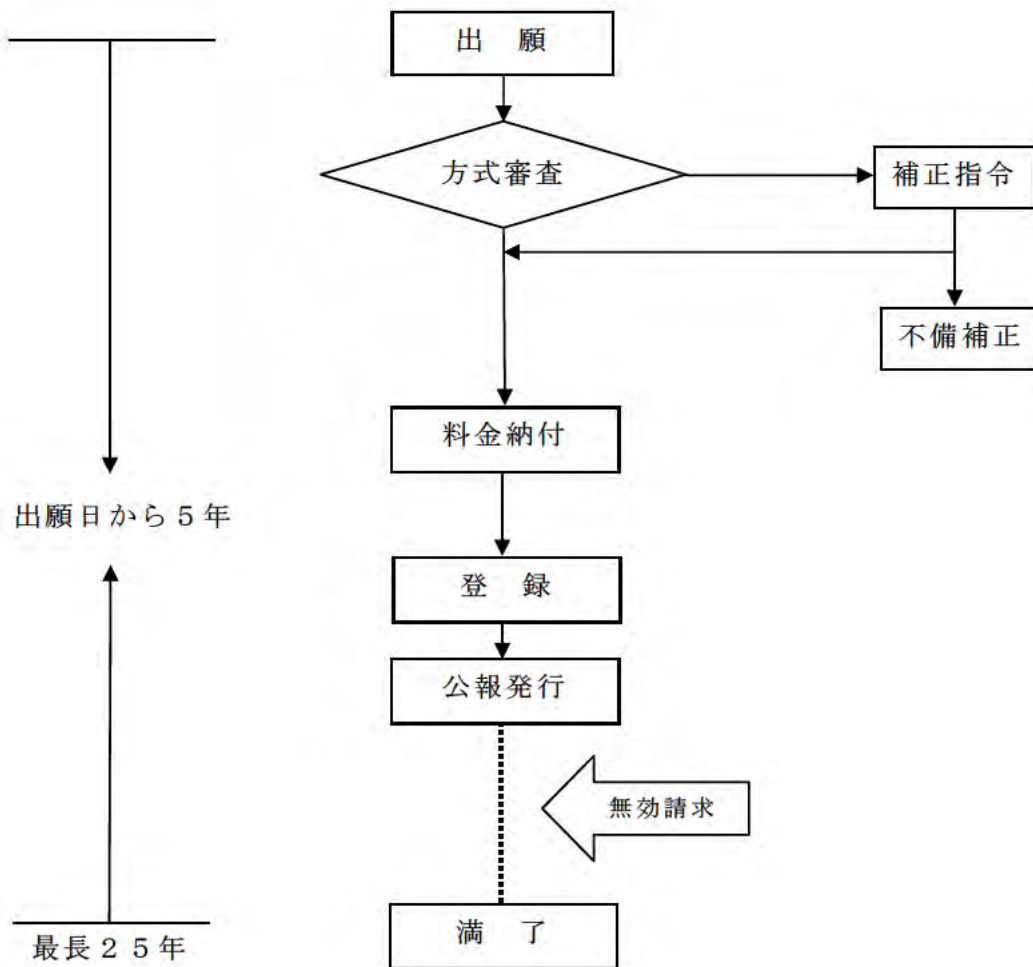 出　願
方式審査
補正指令
不備補正
料金納付
出願日から５年
登　録
公報発行
無効請求
満　了
最長２５年